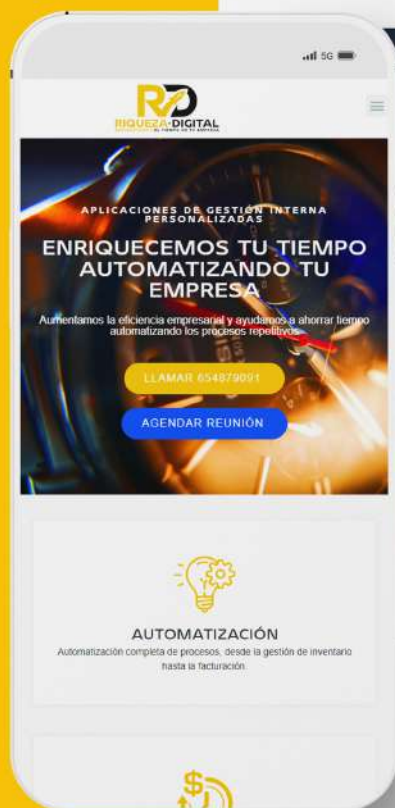 5G
RD
RIQUEZA-DIGITAL
APLICACIONES DE GESTIÓN INTERNA
PERSONALIZADAS
ENRIQUECEMOS TU TIEMPO
AUTOMATIZANDO TU
EMPRESA
Aumentamos la eficiencia empresarial y ayudamos a ahorrar tiempo
automatizando los procesos repetitivos.
LLAMAR 654879091
AGENDAR REUNIÓN
AUTOMATIZACIÓN
Automatización completa de procesos, desde la gestión de inventario
hasta la facturación.
$